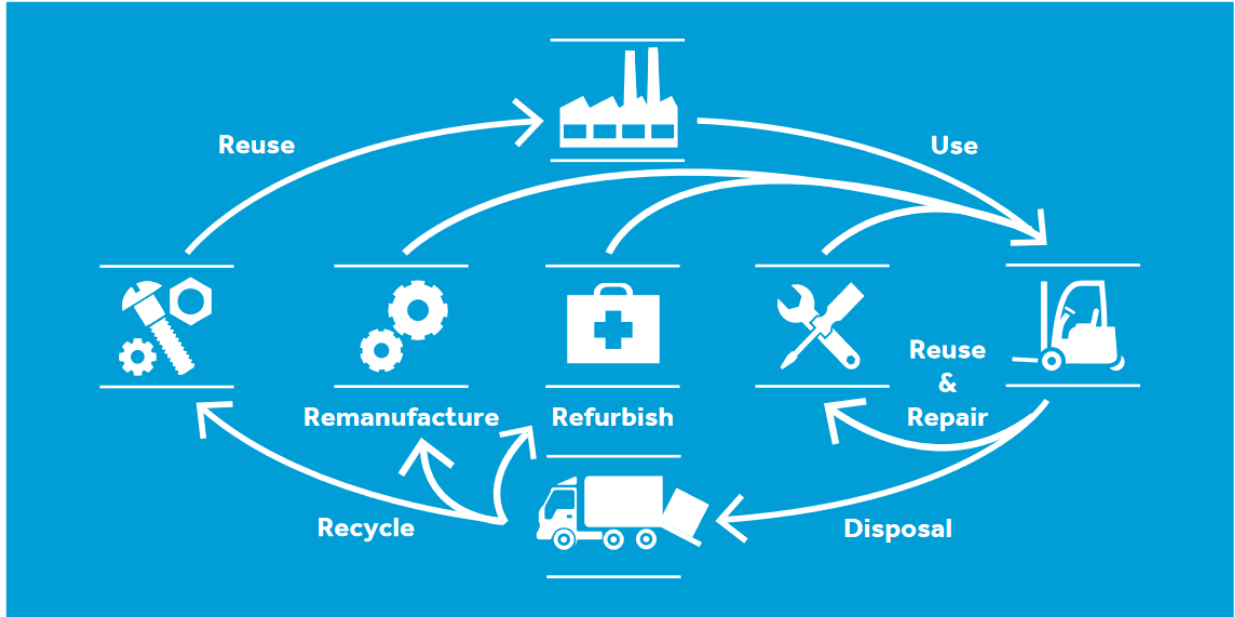 Reuse
Use
Reuse
&
Repair
Remanufacture
Refurbish
Recycle
Disposal